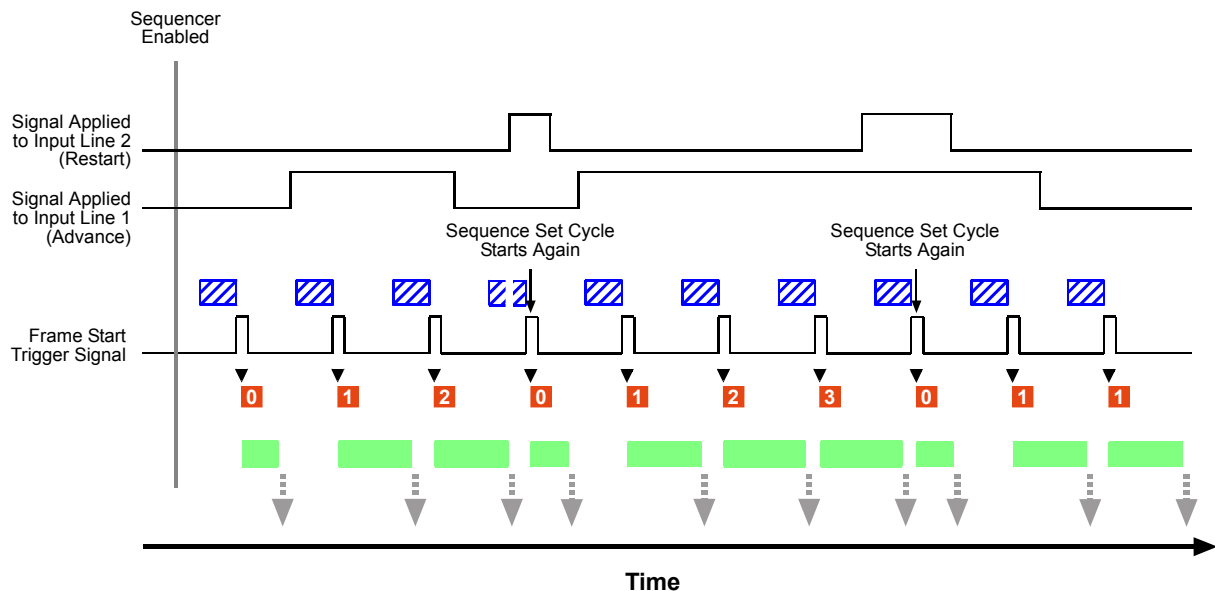 Sequencer
Enabled
Signal Applied
to Input Line 2
(Restart)
Signal Applied
to Input Line 1
(Advance)
Sequence Set Cycle
Starts Again
Sequence Set Cycle
Starts Again
Frame Start
Trigger Signal
0 1 2 0 1 2 3 0 1 1
Time